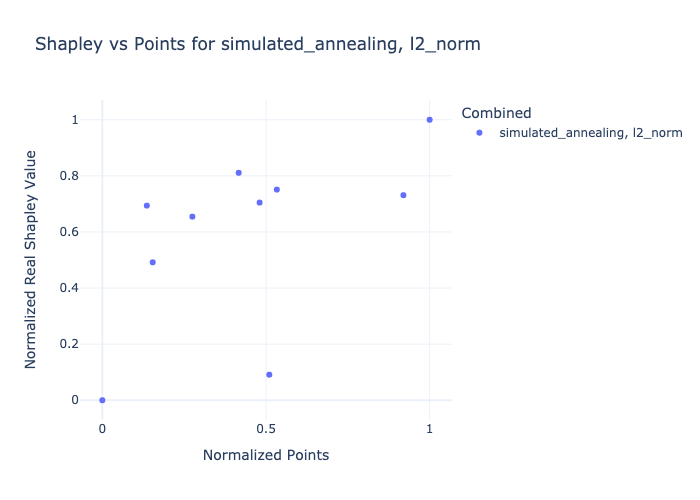 Shapley vs Points for simulated_annealing, l2_norm
Combined
simulated_annealing, l2_norm
Normalized Real Shapley Value
1
0.8
0.6
0.4
0.2
0
0 0.5 1
Normalized Points